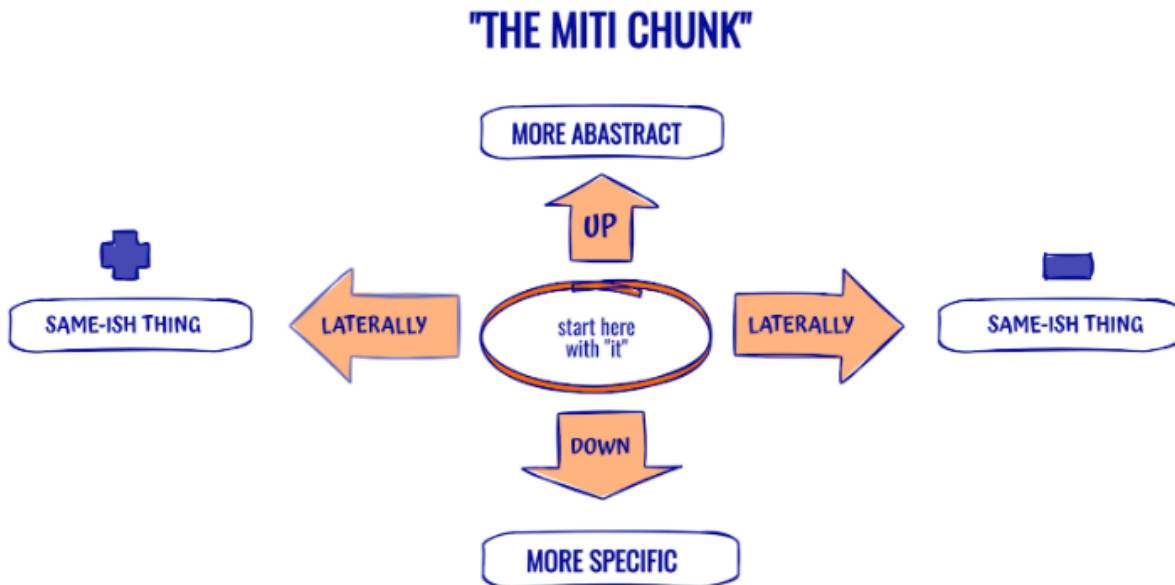 "THE MITI CHUNK"
MORE ABASTRACT
UP
SAME-ISH THING
LATERALLY
start here
with "it"
LATERALLY
SAME-ISH THING
DOWN
MORE SPECIFIC